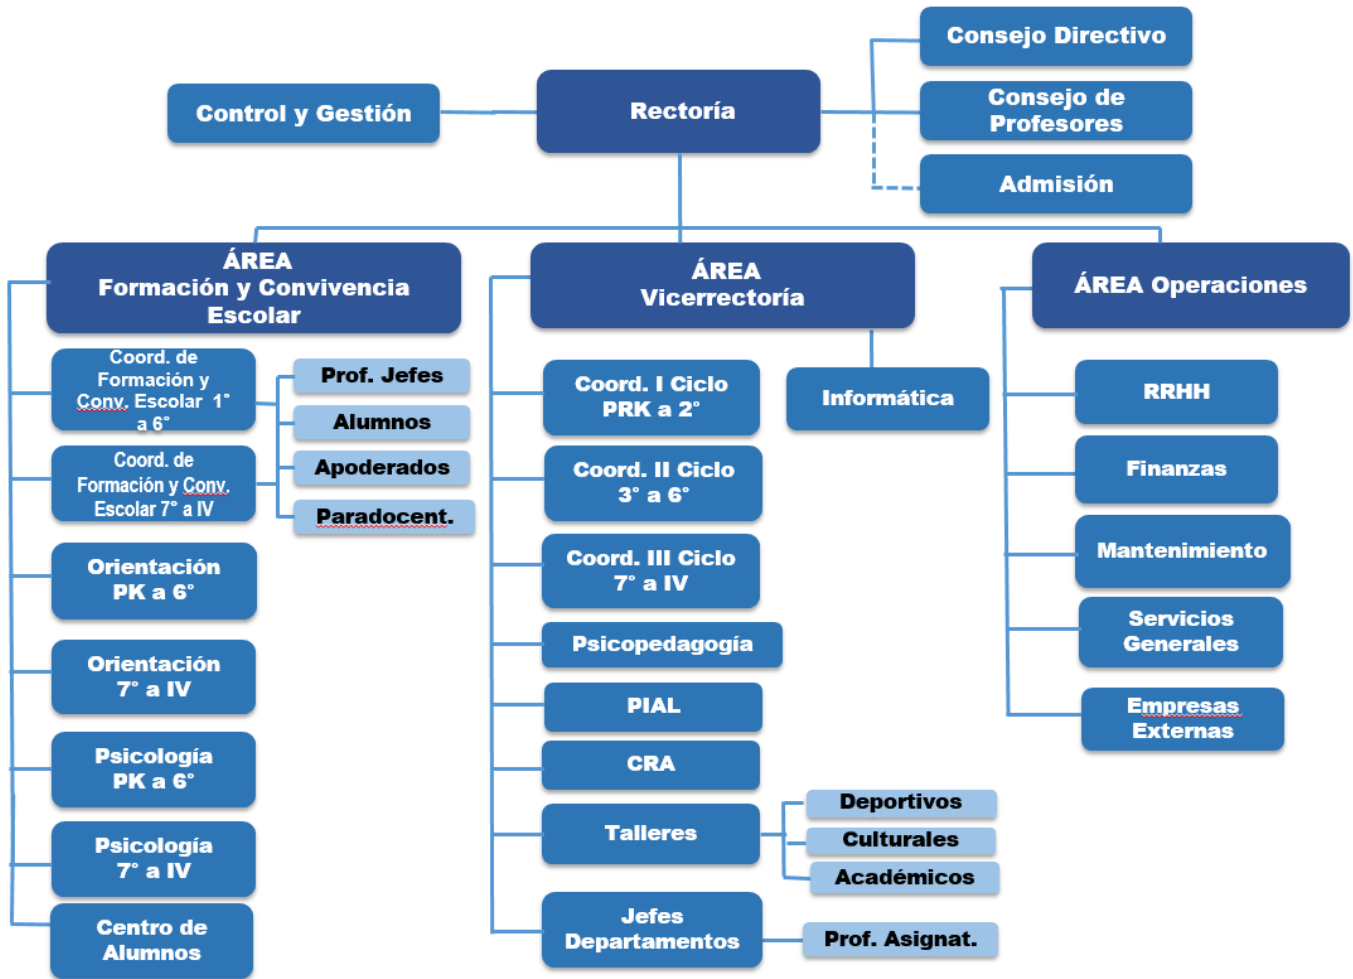 Consejo Directivo
Control y Gestión
Rectoría
Consejo de
Profesores
Admisión
ÁREA
Formación y Convivencia
Escolar
Coord. de
Formación y
Conv. Escolar 1°
a 6°
Coord. de
Formación y Conv.
Escolar 7° a IV
Prof. Jefes
Alumnos
Apoderados
Paradocent.
Orientación
PK a 6°
Orientación
7° a IV
Psicología
PK a 6°
Psicología
7° a IV
Centro de
Alumnos
ÁREA
Vicerrectoría
Informática
Coord. I Ciclo
PRK a 2°
Coord. II Ciclo
3° a 6°
Coord. III Ciclo
7° a IV
Psicopedagogía
PIAL
CRA
Talleres
Deportivos
Culturales
Académicos
Jefes
Departamentos
Prof. Asignat.
ÁREA Operaciones
RRHH
Finanzas
Mantenimiento
Servicios
Generales
Empresas
Externas